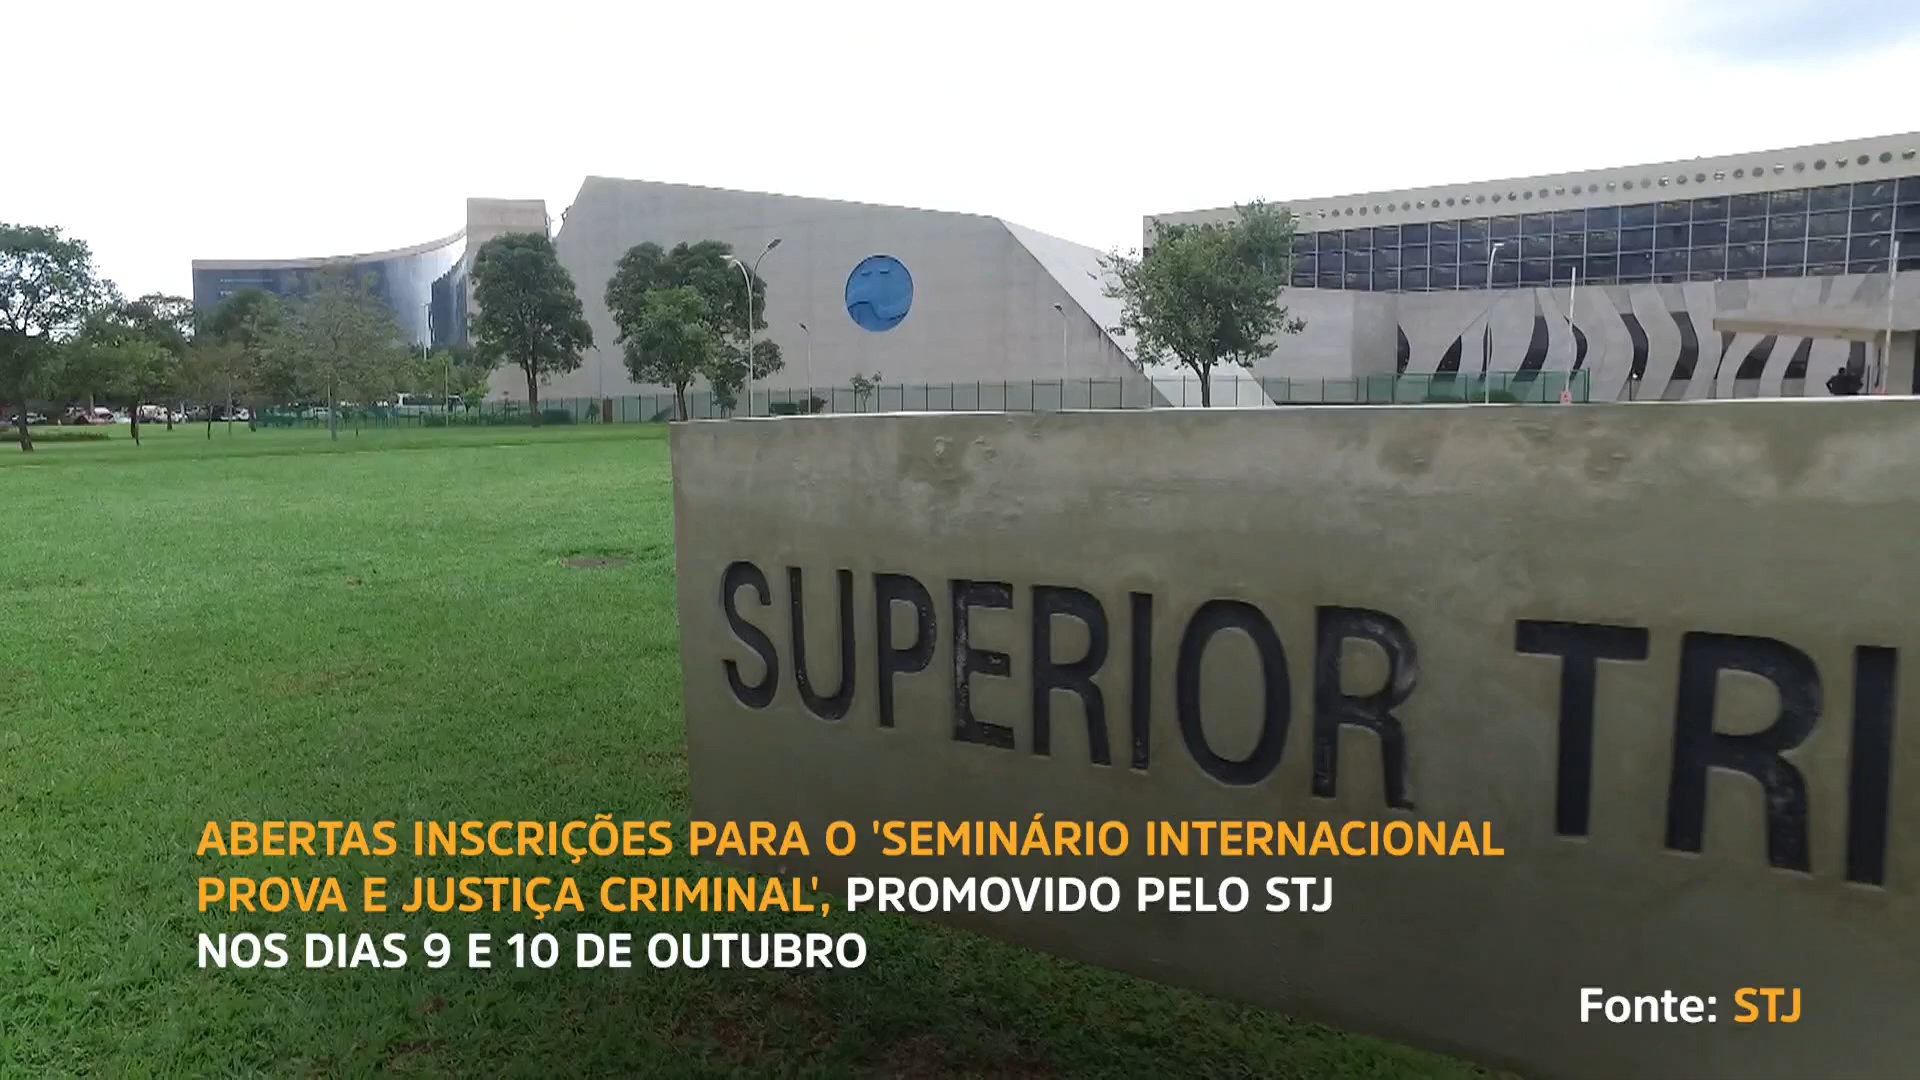 SUPERIOR TRI
ABERTAS INSCRIÇÕES PARA O 'SEMINÁRIO INTERNACIONAL
PROVA E JUSTIÇA CRIMINAL', PROMOVIDO PELO STJ
NOS DIAS 9 E 10 DE OUTUBRO
Fonte: STJ